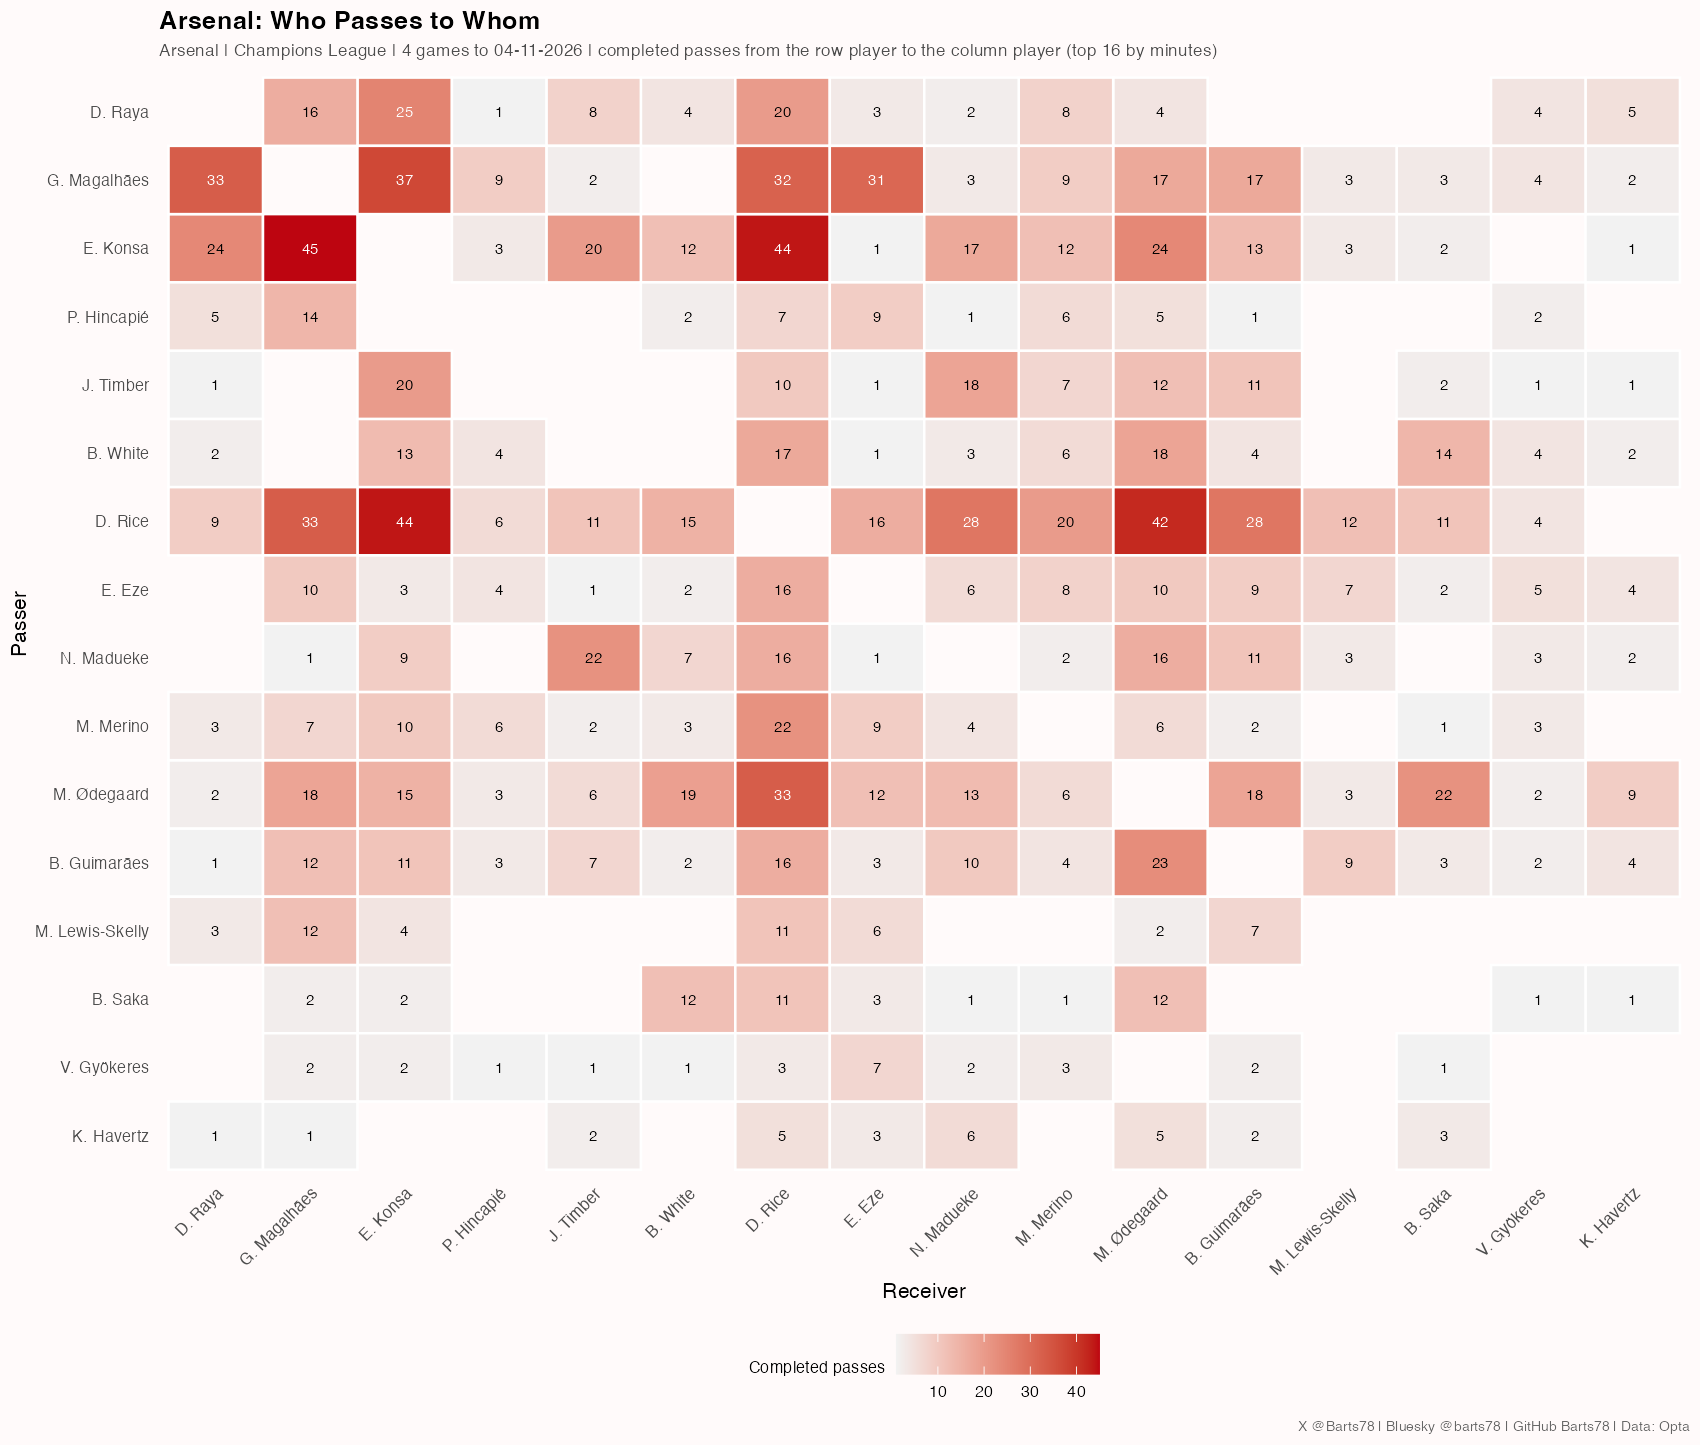 Arsenal: Who Passes to Whom
Arsenal | Champions League | 4 games to 04-11-2026 | completed passes from the row player to the column player (top 16 by minutes)
Passer
D. Raya 16 25 1 8 4 20 3 2 8 4 4 5
G. Magalhães 33 37 9 2 32 31 3 9 17 17 3 3 4 2
E. Konsa 24 45 3 20 12 44 1 17 12 24 13 3 2 1
P. Hincapié 5 14 2 7 9 1 6 5 1 2
J. Timber 1 20 10 1 18 7 12 11 2 1 1
B. White 2 13 4 17 1 3 6 18 4 14 4 2
D. Rice 9 33 44 6 11 15 16 28 20 42 28 12 11 4
E. Eze 10 3 4 1 2 16 6 8 10 9 7 2 5 4
N. Madueke 1 9 22 7 16 1 2 16 11 3 3 2
M. Merino 3 7 10 6 2 3 22 9 4 6 2 1 3
M. Ødegaard 2 18 15 3 6 19 33 12 13 6 18 3 22 2 9
B. Guimarães 1 12 11 3 7 2 16 3 10 4 23 9 3 2 4
M. Lewis-Skelly 3 12 4 11 6 2 7
B. Saka 2 2 12 11 3 1 1 12 1 1
V. Gyökeres 2 2 1 1 1 3 7 2 3 2 1
K. Havertz 1 1 2 5 3 6 5 2 3
D. Raya G. Magalhães E. Konsa P. Hincapié J. Timber B. White D. Rice E. Eze N. Madueke M. Merino M. Ødegaard B. Guimarães M. Lewis-Skelly B. Saka V. Gyökeres K. Havertz
Receiver
Completed passes
10 20 30 40
X @Barts78 | Bluesky @barts78 | GitHub Barts78 | Data: Opta